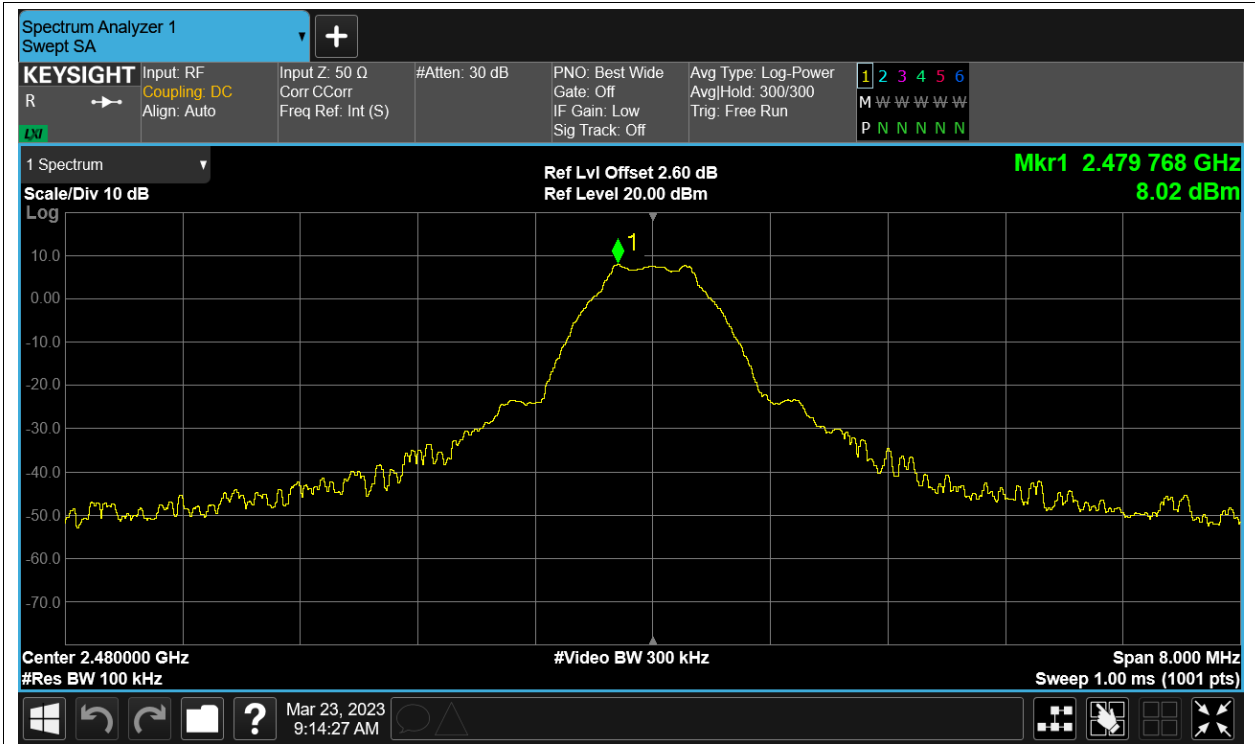 Spectrum Analyzer 1
Swept SA
KEYSIGHT
R
LXI
Input: RF
Coupling: DC
Align: Auto
Input Z: 50 Ω
Corr CCorr
Freq Ref: Int (S)
#Atten: 30 dB
PNO: Best Wide
Gate: Off
IF Gain: Low
Sig Track: Off
Avg Type: Log-Power
Avg|Hold: 300/300
Trig: Free Run
1 2 3 4 5 6
M W W W W W
P N N N N N
1 Spectrum
Scale/Div 10 dB
Ref Lvl Offset 2.60 dB
Ref Level 20.00 dBm
Mkr1 2.479 768 GHz
8.02 dBm
Log
1
10.0
0.00
-10.0
-20.0
-30.0
-40.0
-50.0
-60.0
-70.0
Center 2.480000 GHz
#Video BW 300 kHz
Span 8.000 MHz
#Res BW 100 kHz
Sweep 1.00 ms (1001 pts)
?
Mar 23, 2023
9:14:27 AM